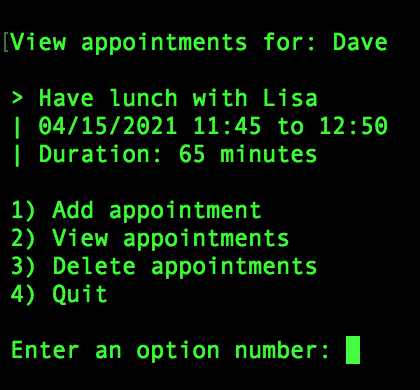 View appointments for: Dave
> Have lunch with Lisa
| 04/15/2021 11:45 to 12:50
| Duration: 65 minutes
1) Add appointment
2) View appointments
3) Delete appointments
4) Quit
Enter an option number: